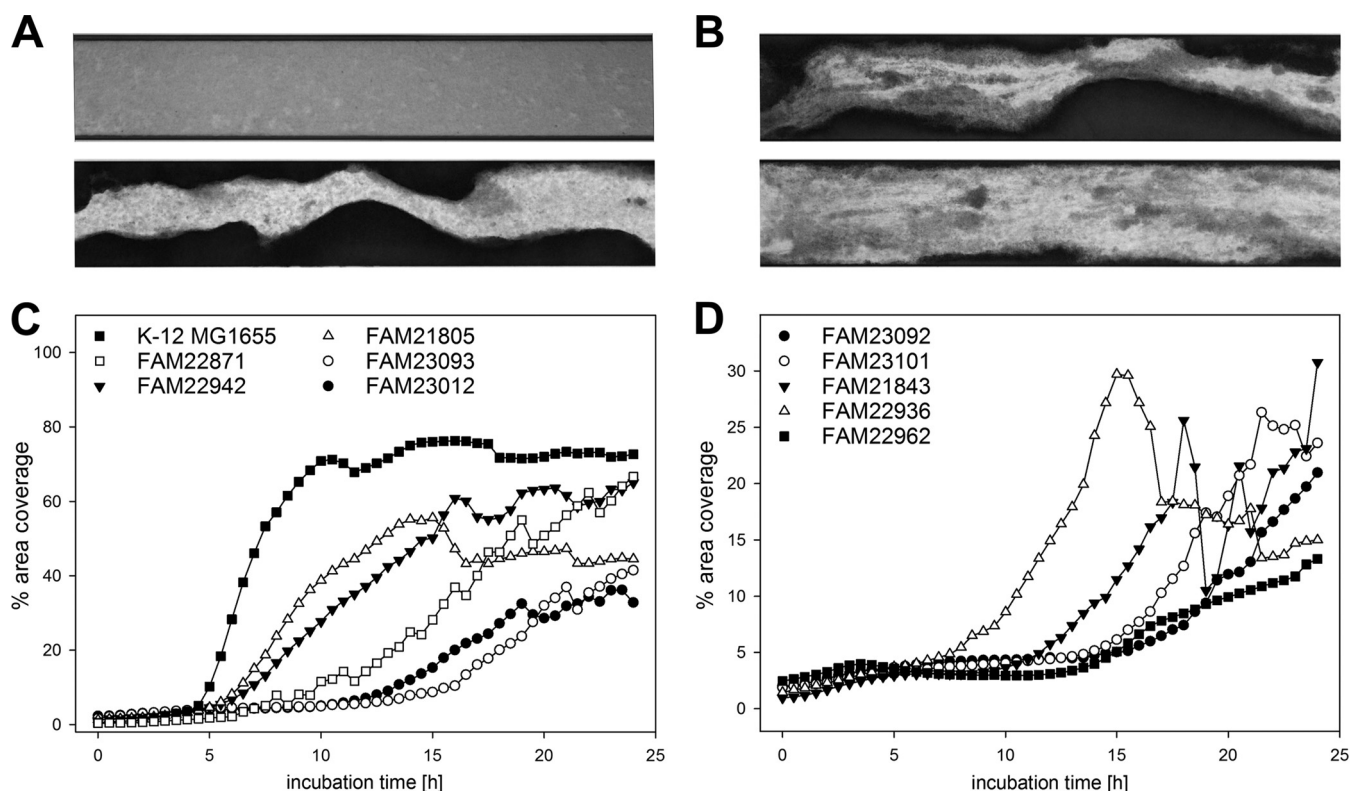 A
B
C
K-12 MG1655
FAM22871
FAM22942
FAM21805
FAM23093
FAM23012
100
80
60
40
20
0
% area coverage
0 5 10 15 20 25
incubation time [h]
D
FAM23092
FAM23101
FAM21843
FAM22936
FAM22962
30
25
20
15
10
5
0
% area coverage
0 5 10 15 20 25
incubation time [h]